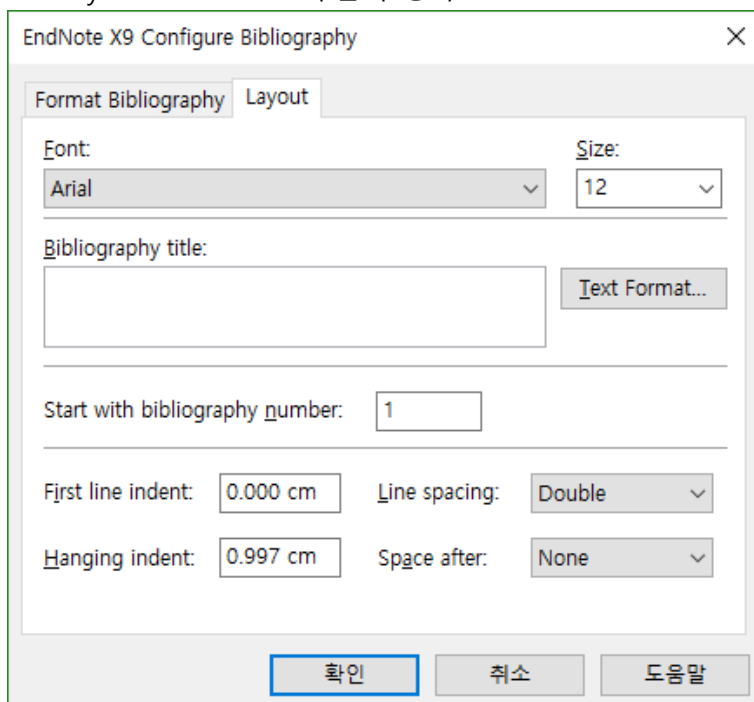 EndNote X9 Configure Bibliography
Format Bibliography Layout
Font: Size:
Arial 12
Bibliography title:
Text Format...
Start with bibliography number: 1
First line indent: 0.000 cm Line spacing: Double
Hanging indent: 0.997 cm Space after: None
확인 취소 도움말